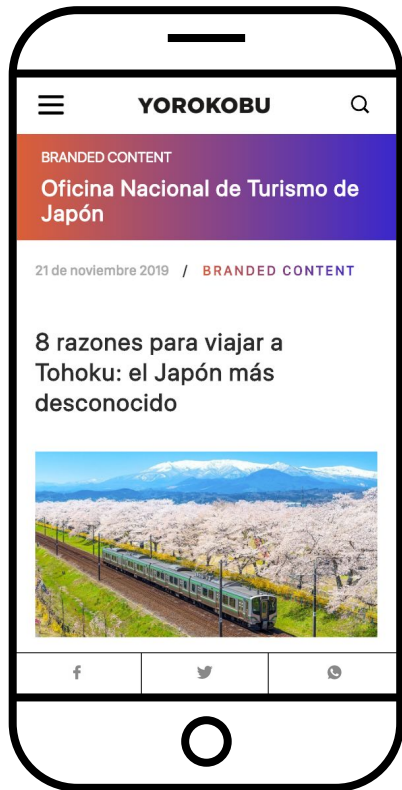 YOROKOBU
BRANDED CONTENT
Oficina Nacional de Turismo de
Japón
21 de noviembre 2019 / BRANDED CONTENT
8 razones para viajar a
Tohoku: el Japón más
desconocido